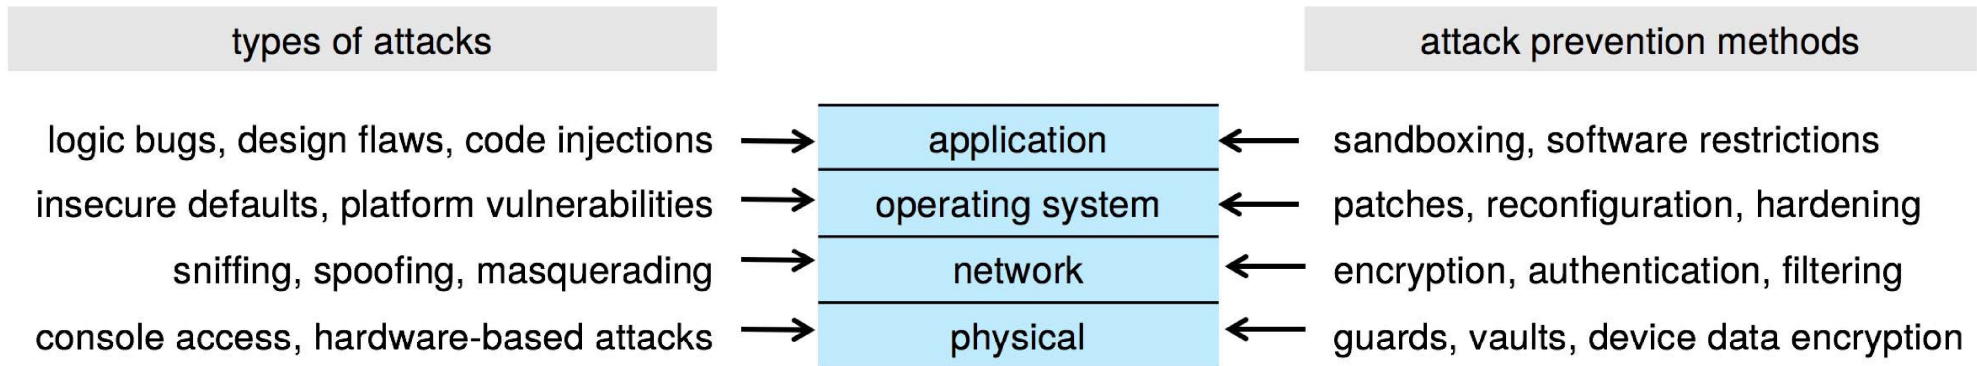 types of attacks
attack prevention methods
logic bugs, design flaws, code injections
application
sandboxing, software restrictions
insecure defaults, platform vulnerabilities
operating system
patches, reconfiguration, hardening
sniffing, spoofing, masquerading
network
encryption, authentication, filtering
console access, hardware-based attacks
physical
guards, vaults, device data encryption